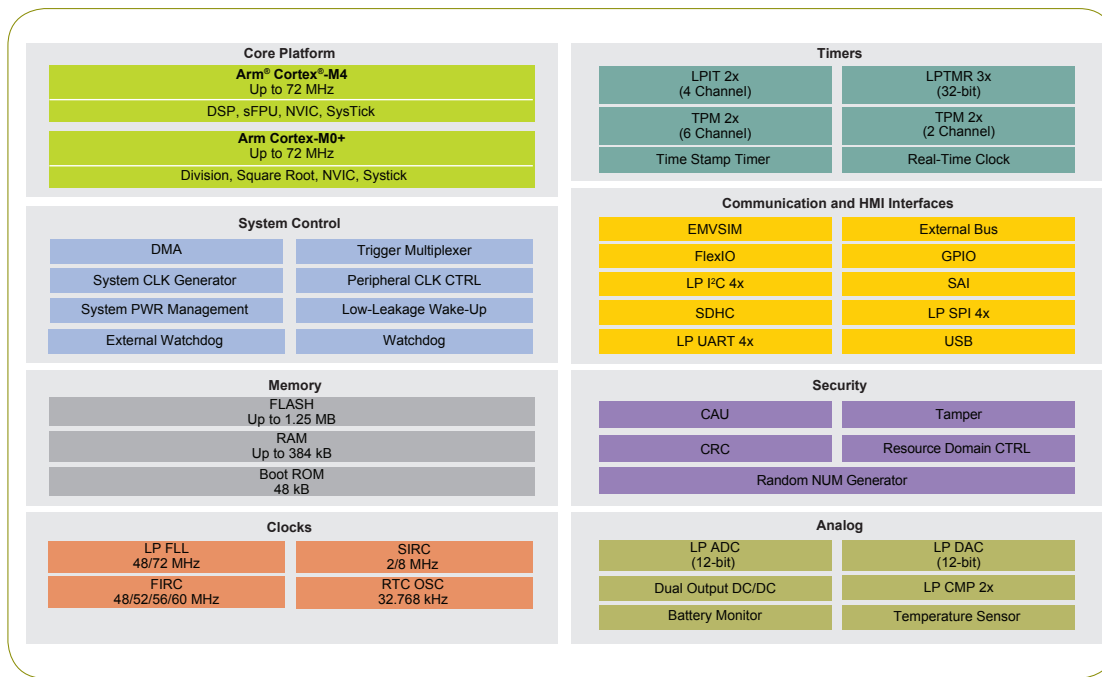 Core Platform
Arm® Cortex®-M4
Up to 72 MHz
DSP, sFPU, NVIC, SysTick
Arm Cortex-M0+
Up to 72 MHz
Division, Square Root, NVIC, Systick
System Control
DMA
Trigger Multiplexer
System CLK Generator
Peripheral CLK CTRL
System PWR Management
Low-Leakage Wake-Up
External Watchdog
Watchdog
Memory
FLASH
Up to 1.25 MB
RAM
Up to 384 kB
Boot ROM
48 kB
Clocks
LP FLL
48/72 MHz
SIRC
2/8 MHz
FIRC
48/52/56/60 MHz
RTC OSC
32.768 kHz
Timers
LPIT 2x
(4 Channel)
LPTMR 3x
(32-bit)
TPM 2x
(6 Channel)
TPM 2x
(2 Channel)
Time Stamp Timer
Real-Time Clock
Communication and HMI Interfaces
EMVSIM
External Bus
FlexIO
GPIO
LP I²C 4x
SAI
SDHC
LP SPI 4x
LP UART 4x
USB
Security
CAU
Tamper
CRC
Resource Domain CTRL
Random NUM Generator
Analog
LP ADC
(12-bit)
LP DAC
(12-bit)
Dual Output DC/DC
LP CMP 2x
Battery Monitor
Temperature Sensor